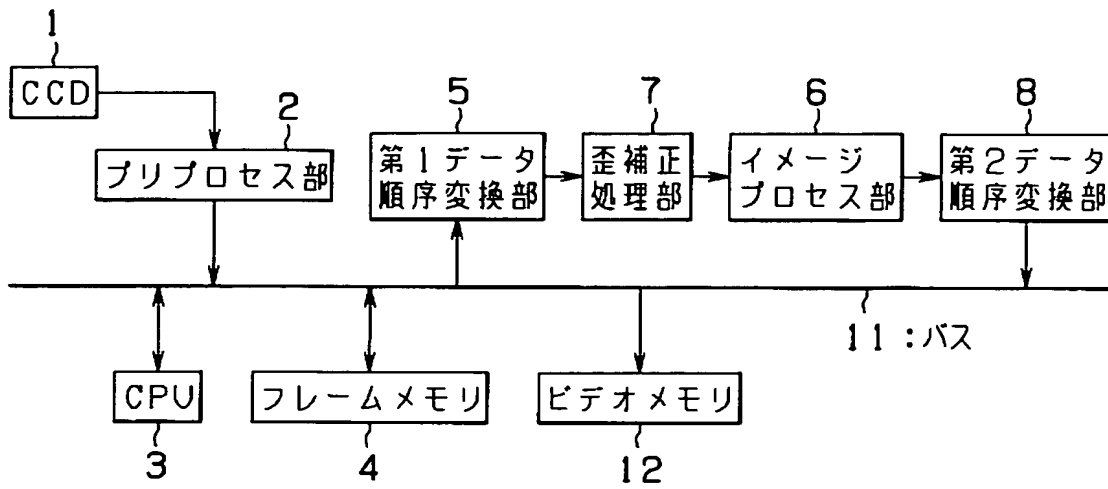 1
CCD
2
プリプロセス部
5
第1データ
順序変換部
7
歪補正
処理部
6
イメージ
プロセス部
8
第2データ
順序変換部
11:バス
CPU
3
フレームメモリ
4
ビデオメモリ
12